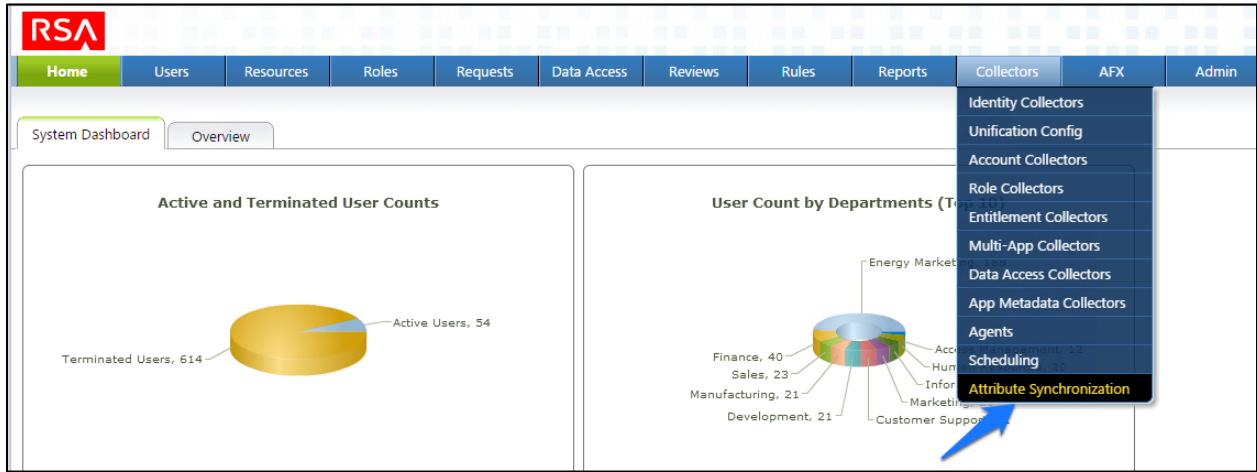 RSA
Home Users Resources Roles Requests Data Access Reviews Rules Reports Collectors AFX Admin
Identity Collectors
Unification Config
Account Collectors
Role Collectors
Entitlement Collectors
Multi-App Collectors
Data Access Collectors
App Metadata Collectors
Agents
Scheduling
Attribute Synchronization
System Dashboard Overview
Active and Terminated User Counts
Active Users, 54
Terminated Users, 614
User Count by Departments (Top 10)
Energy Marketing,
Finance, 40
Sales, 23
Manufacturing, 21
Development, 21
Customer
Access Management, 12